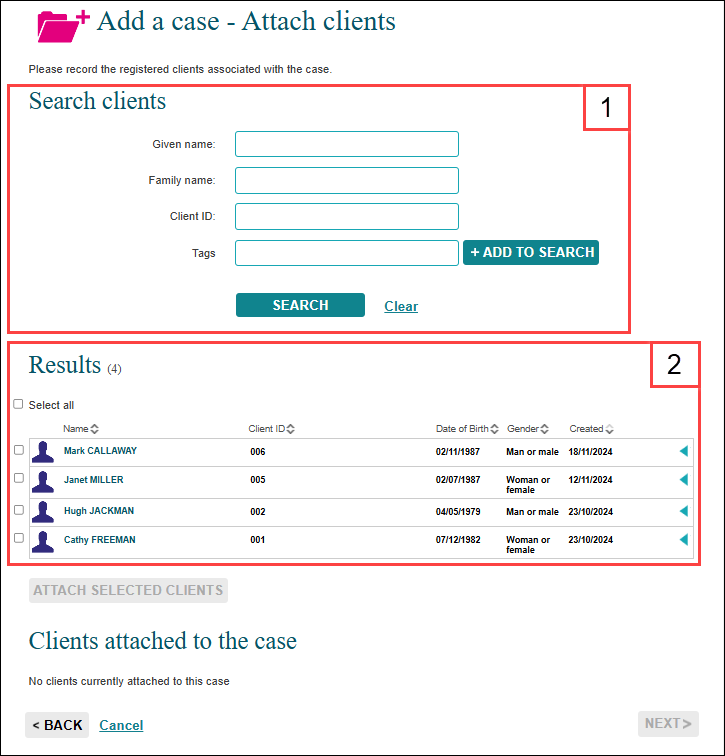 Add a case - Attach clients
Please record the registered clients associated with the case.
1
Search clients
Given name:
Family name:
Client ID:
Tags + ADD TO SEARCH
SEARCH Clear
2
Results (4)
Select all
Name Client ID Date of Birth Gender Created
Mark CALLAWAY 006 02/11/1987 Man or male 18/11/2024
Janet MILLER 005 02/07/1987 Woman or female 12/11/2024
Hugh JACKMAN 002 04/05/1979 Man or male 23/10/2024
Cathy FREEMAN 001 07/12/1982 Woman or female 23/10/2024
ATTACH SELECTED CLIENTS
Clients attached to the case
No clients currently attached to this case
< BACK Cancel NEXT >